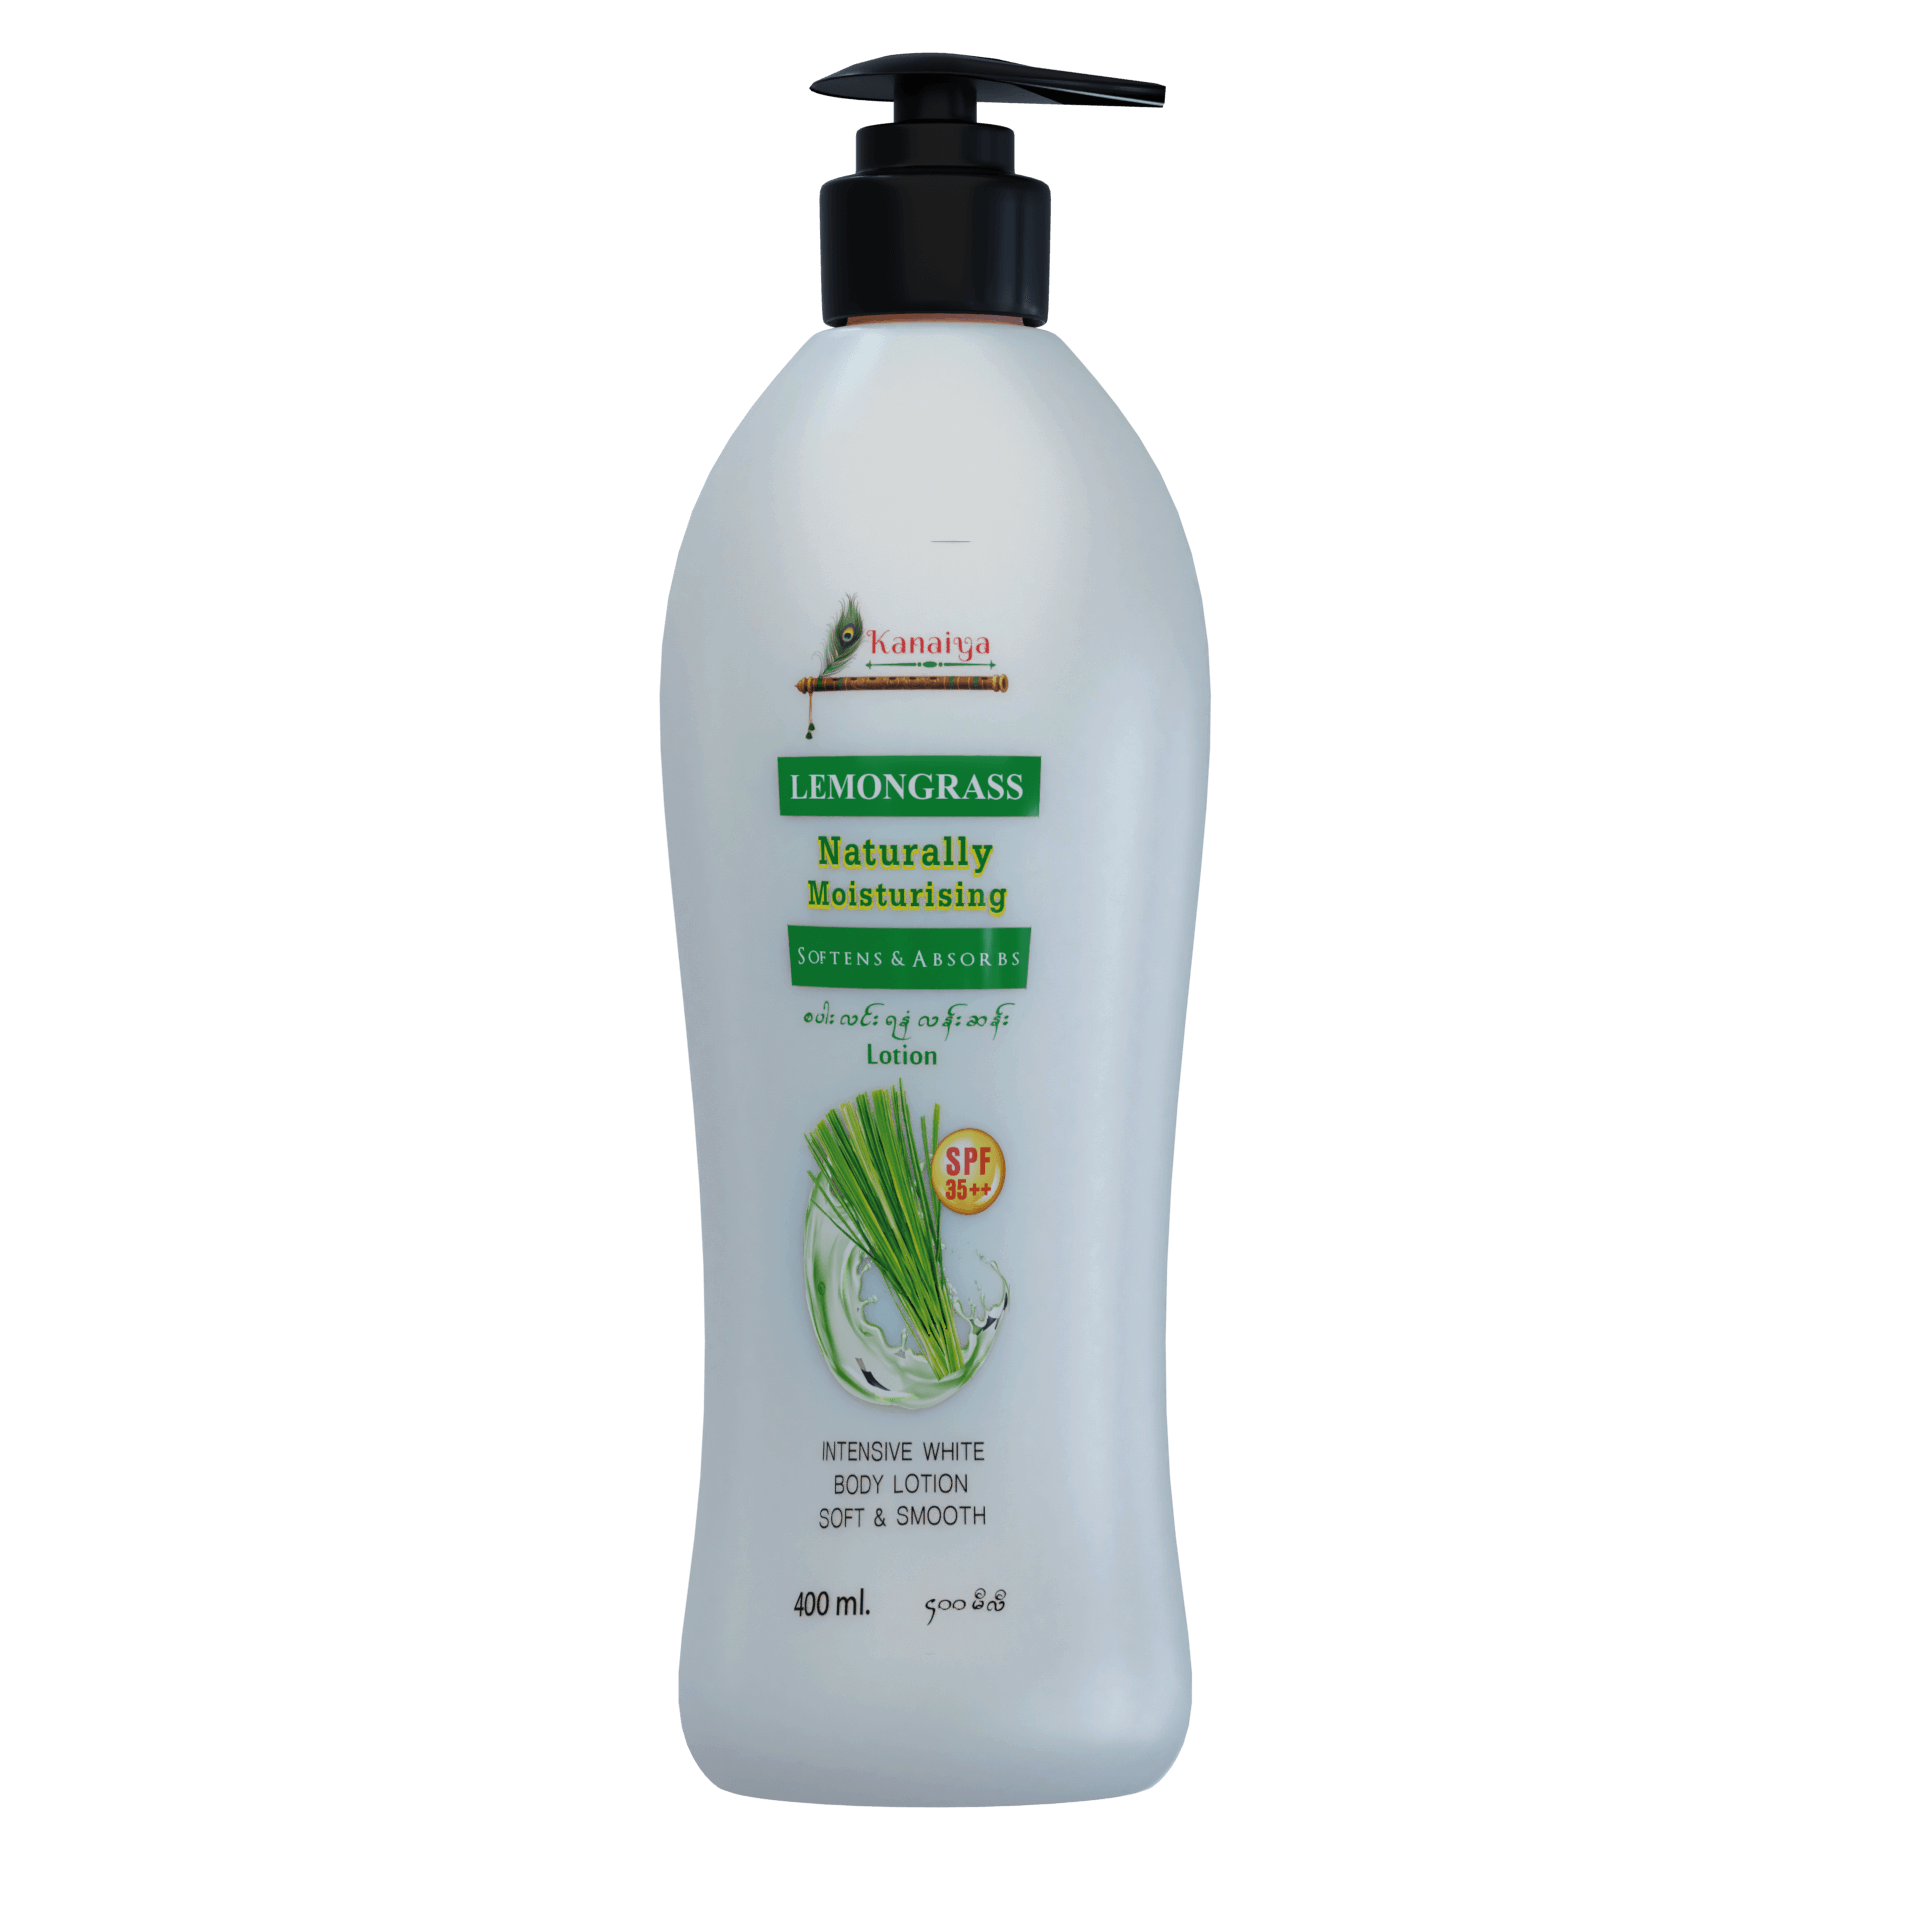 Kanaiya
LEMONGRASS
Naturally
Moisturising
SOFTENS & ABSORBS
စပါးလင်းရနံ့ လန်းဆန်း
Lotion
SPF
35++
INTENSIVE WHITE
BODY LOTION
SOFT & SMOOTH
400 ml. ၄၀၀ မီလီ